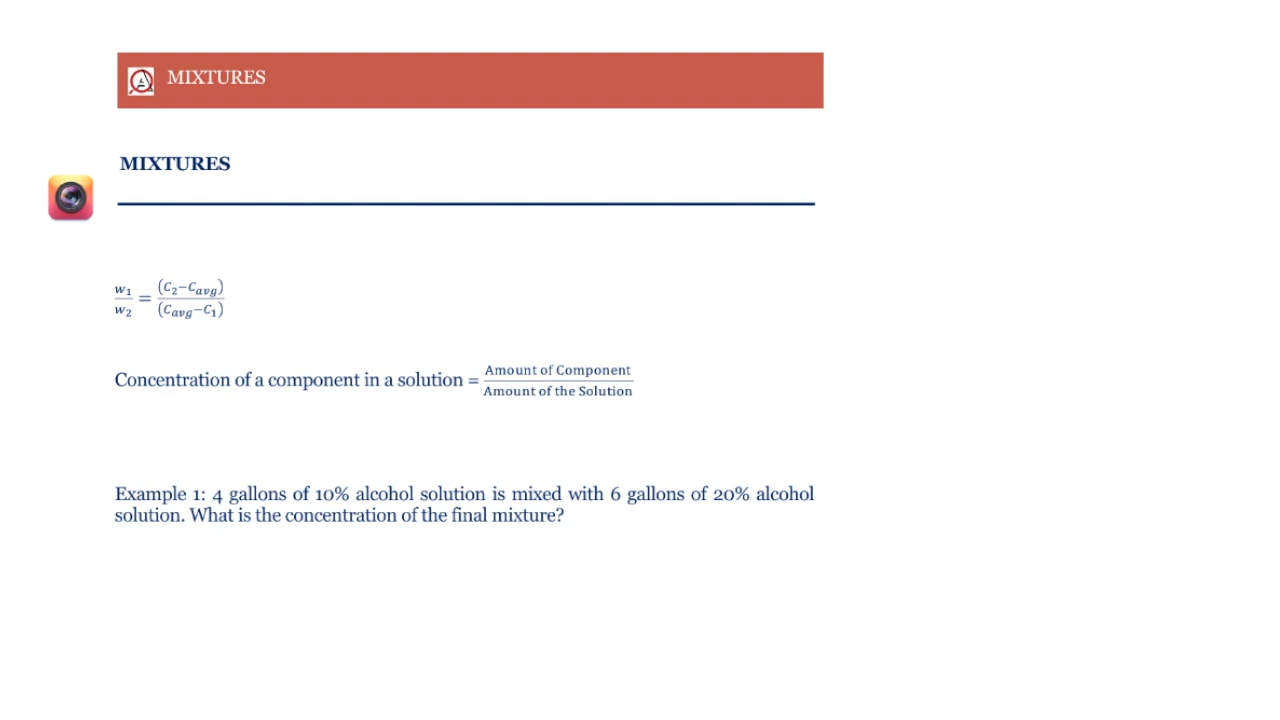 MIXTURES
MIXTURES
w₁/w₂ = (C₂−Cavg)/(Cavg−C₁)
Concentration of a component in a solution = Amount of Component/Amount of the Solution
Example 1: 4 gallons of 10% alcohol solution is mixed with 6 gallons of 20% alcohol
solution. What is the concentration of the final mixture?